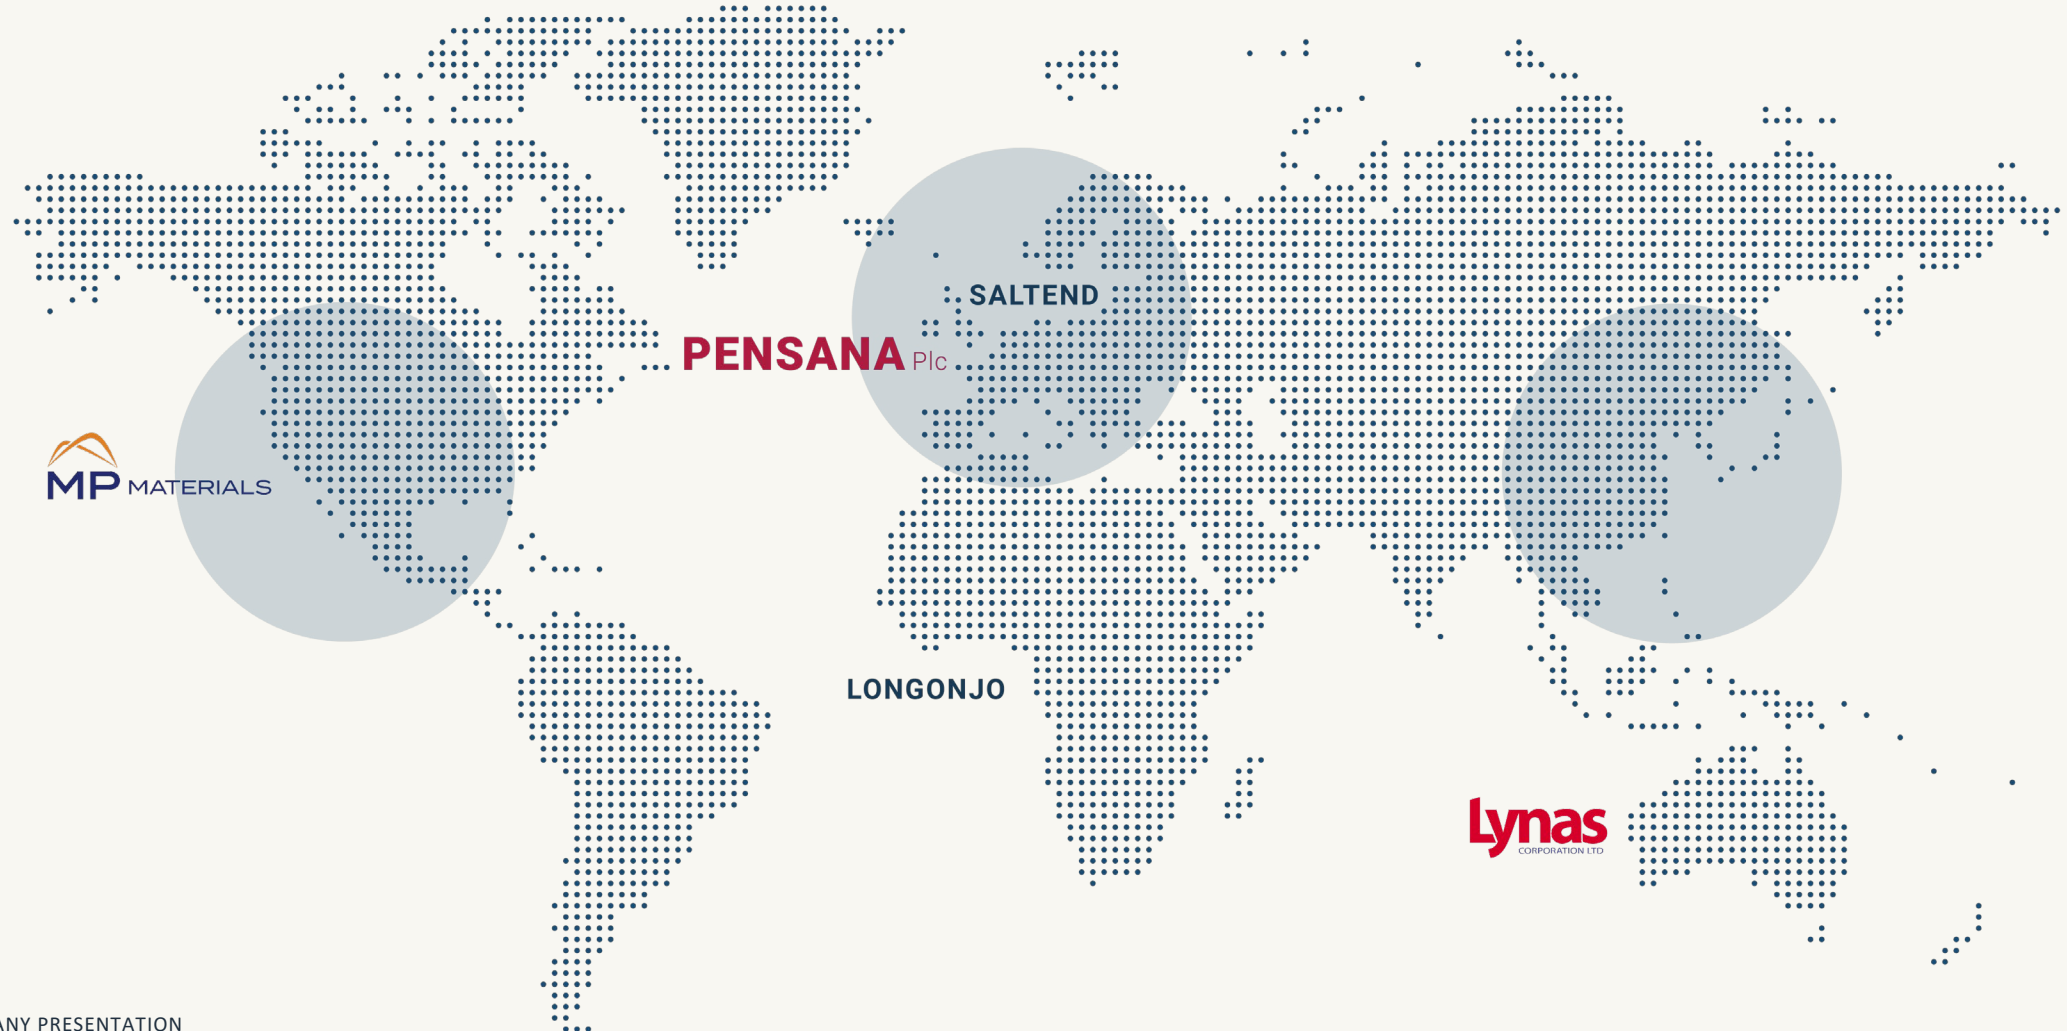 SALTEND
PENSANA Plc
MP MATERIALS
LONGONJO
Lynas
CORPORATION LTD
ANY PRESENTATION